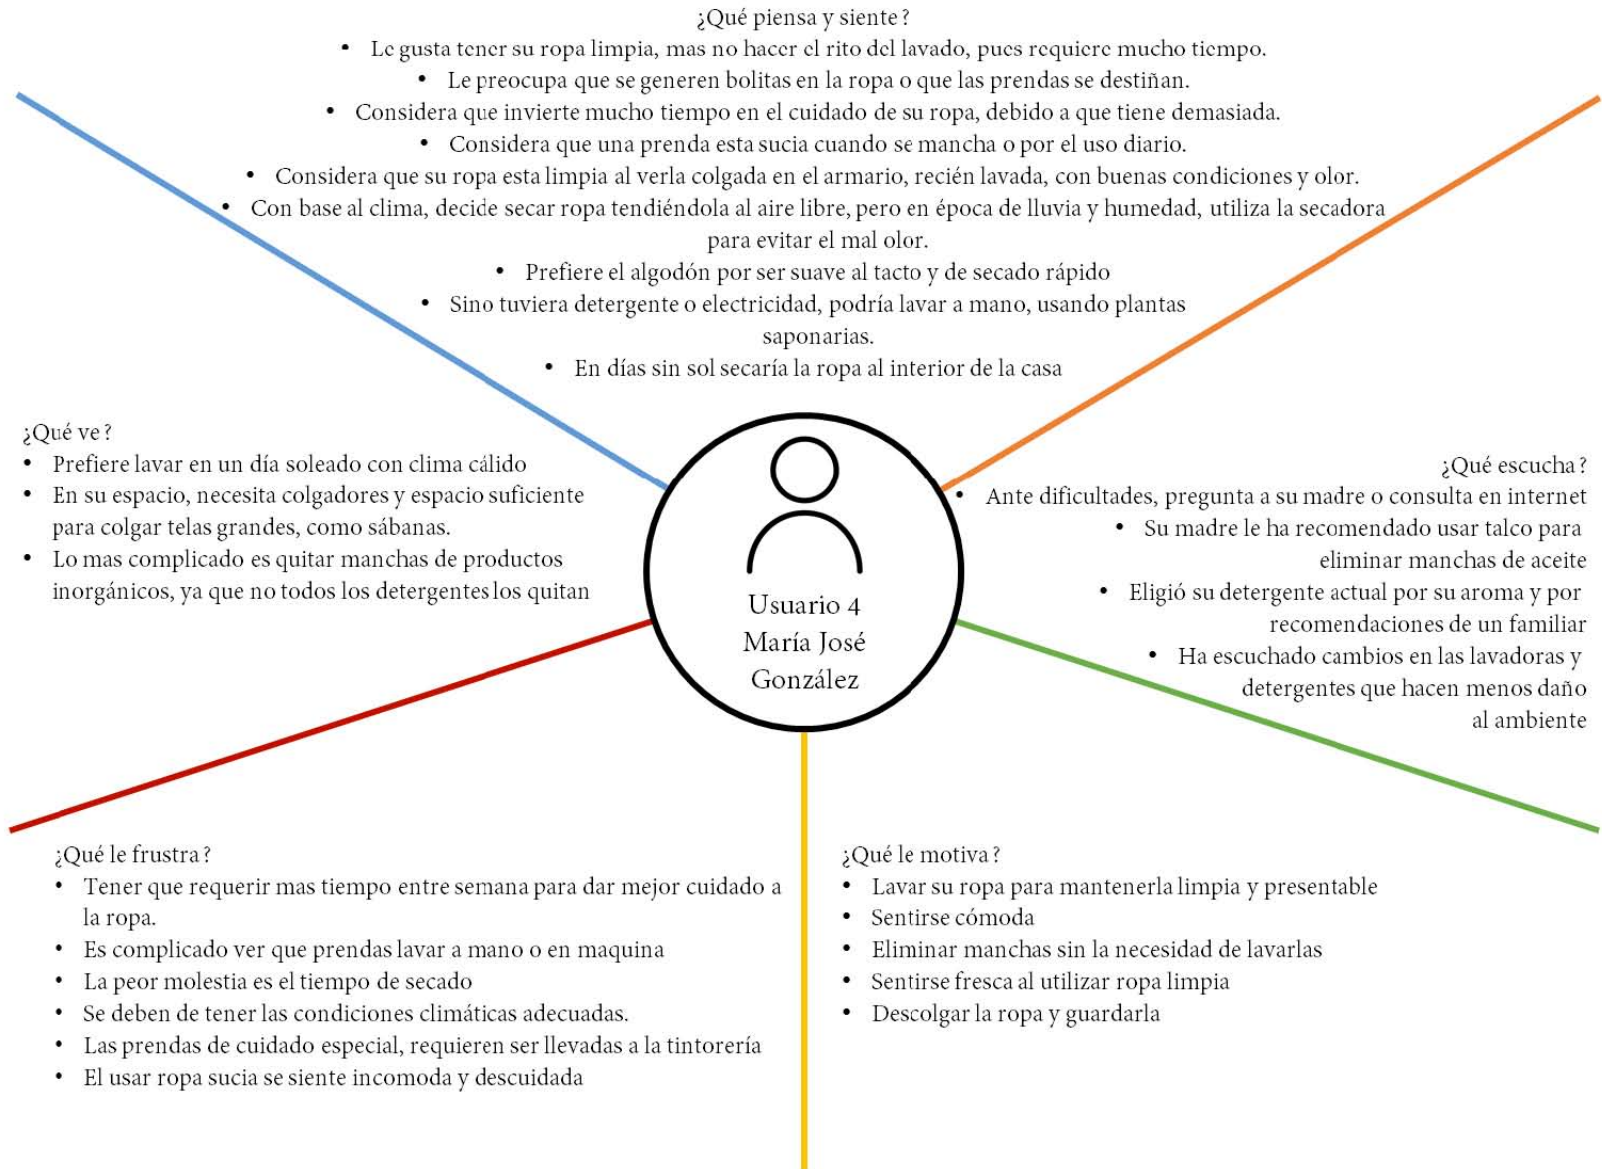 ¿Qué piensa y siente?
• Le gusta tener su ropa limpia, mas no hacer el rito del lavado, pues requiere mucho tiempo.
• Le preocupa que se generen bolitas en la ropa o que las prendas se destiñan.
• Considera que invierte mucho tiempo en el cuidado de su ropa, debido a que tiene demasiada.
• Considera que una prenda esta sucia cuando se mancha o por el uso diario.
• Considera que su ropa esta limpia al verla colgada en el armario, recién lavada, con buenas condiciones y olor.
• Con base al clima, decide secar ropa tendiéndola al aire libre, pero en época de lluvia y humedad, utiliza la secadora
para evitar el mal olor.
• Prefiere el algodón por ser suave al tacto y de secado rápido
• Sino tuviera detergente o electricidad, podría lavar a mano, usando plantas
saponarias.
• En días sin sol secaría la ropa al interior de la casa
¿Qué ve?
• Prefiere lavar en un día soleado con clima cálido
• En su espacio, necesita colgadores y espacio suficiente
para colgar telas grandes, como sábanas.
• Lo mas complicado es quitar manchas de productos
inorgánicos, ya que no todos los detergentes los quitan
Usuario 4
María José
González
¿Qué escucha?
• Ante dificultades, pregunta a su madre o consulta en internet
• Su madre le ha recomendado usar talco para
eliminar manchas de aceite
• Eligió su detergente actual por su aroma y por
recomendaciones de un familiar
• Ha escuchado cambios en las lavadoras y
detergentes que hacen menos daño
al ambiente
¿Qué le frustra?
• Tener que requerir mas tiempo entre semana para dar mejor cuidado a
la ropa.
• Es complicado ver que prendas lavar a mano o en maquina
• La peor molestia es el tiempo de secado
• Se deben de tener las condiciones climáticas adecuadas.
• Las prendas de cuidado especial, requieren ser llevadas a la tintorería
• El usar ropa sucia se siente incomoda y descuidada
¿Qué le motiva?
• Lavar su ropa para mantenerla limpia y presentable
• Sentirse cómoda
• Eliminar manchas sin la necesidad de lavarlas
• Sentirse fresca al utilizar ropa limpia
• Descolgar la ropa y guardarla